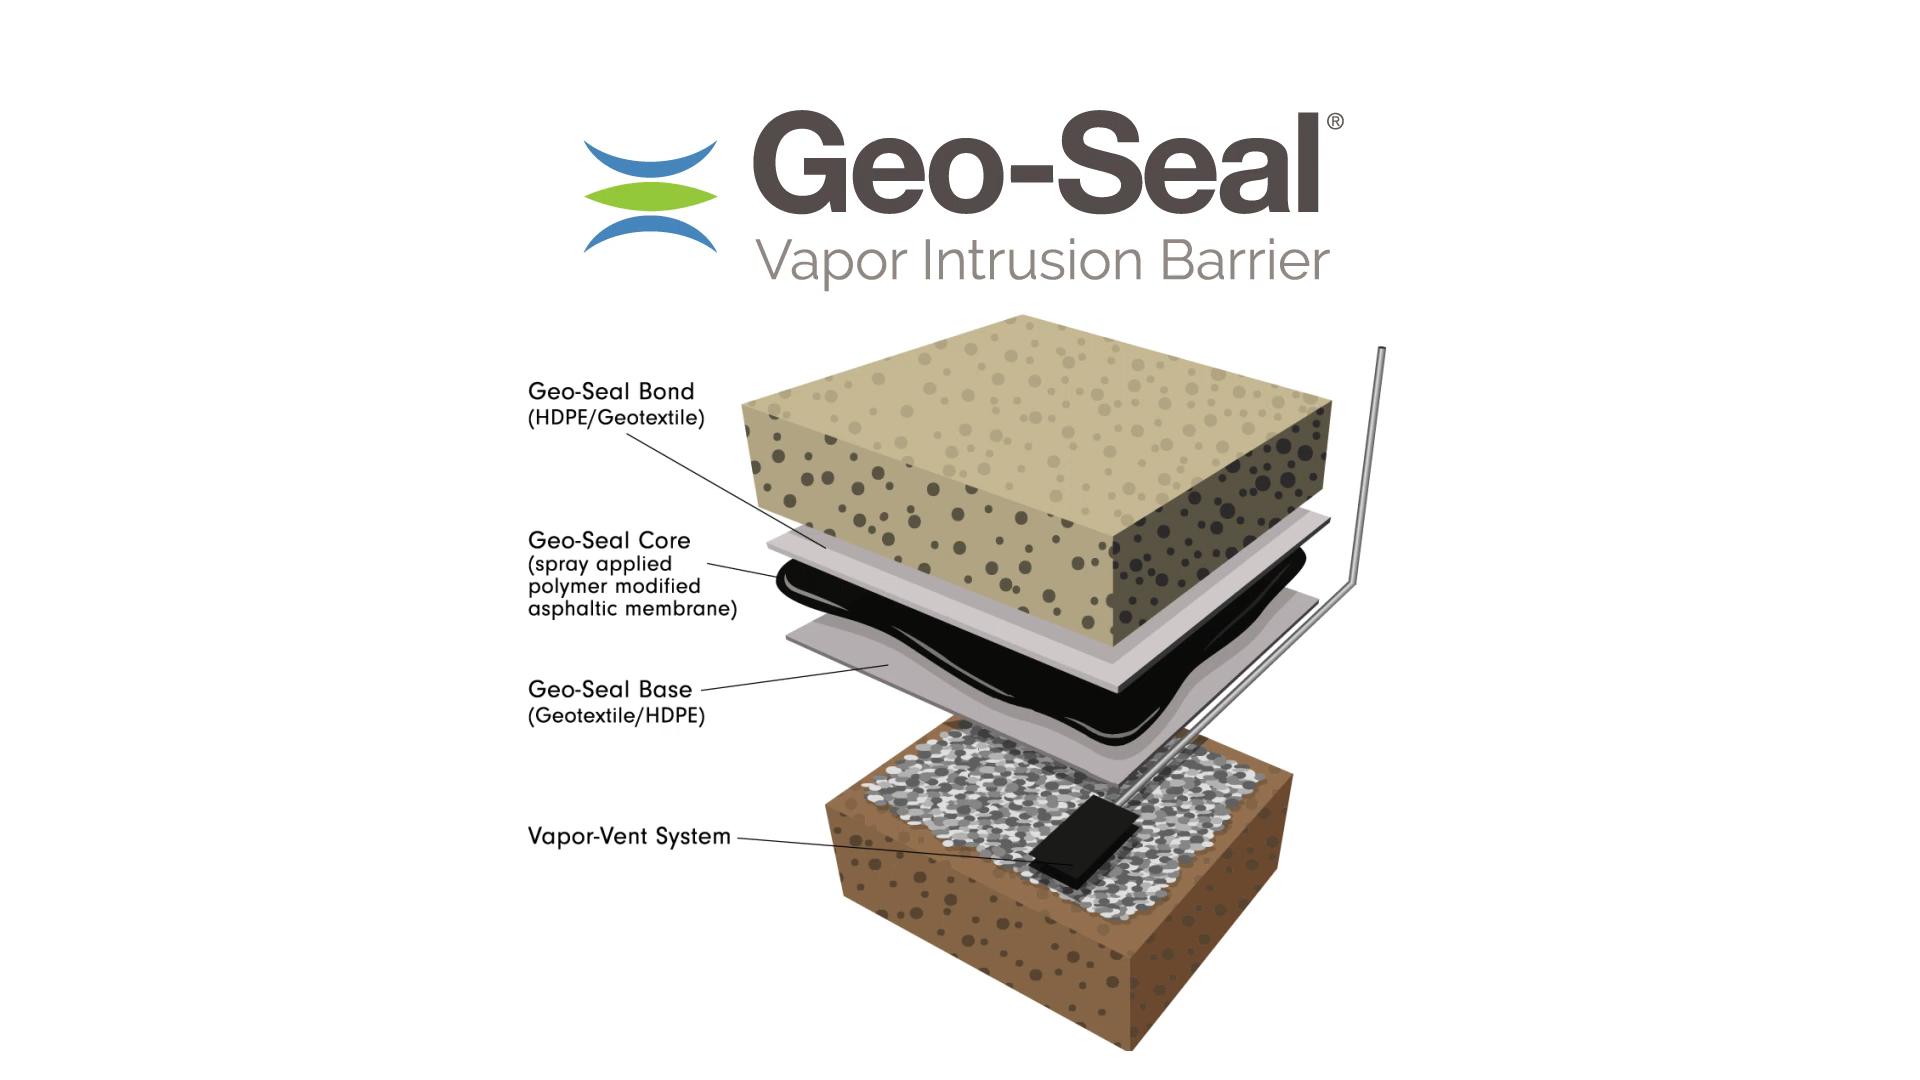 Geo-Seal®
Vapor Intrusion Barrier
Geo-Seal Bond
(HDPE/Geotextile)
Geo-Seal Core
(spray applied
polymer modified
asphaltic membrane)
Geo-Seal Base
(Geotextile/HDPE)
Vapor-Vent System